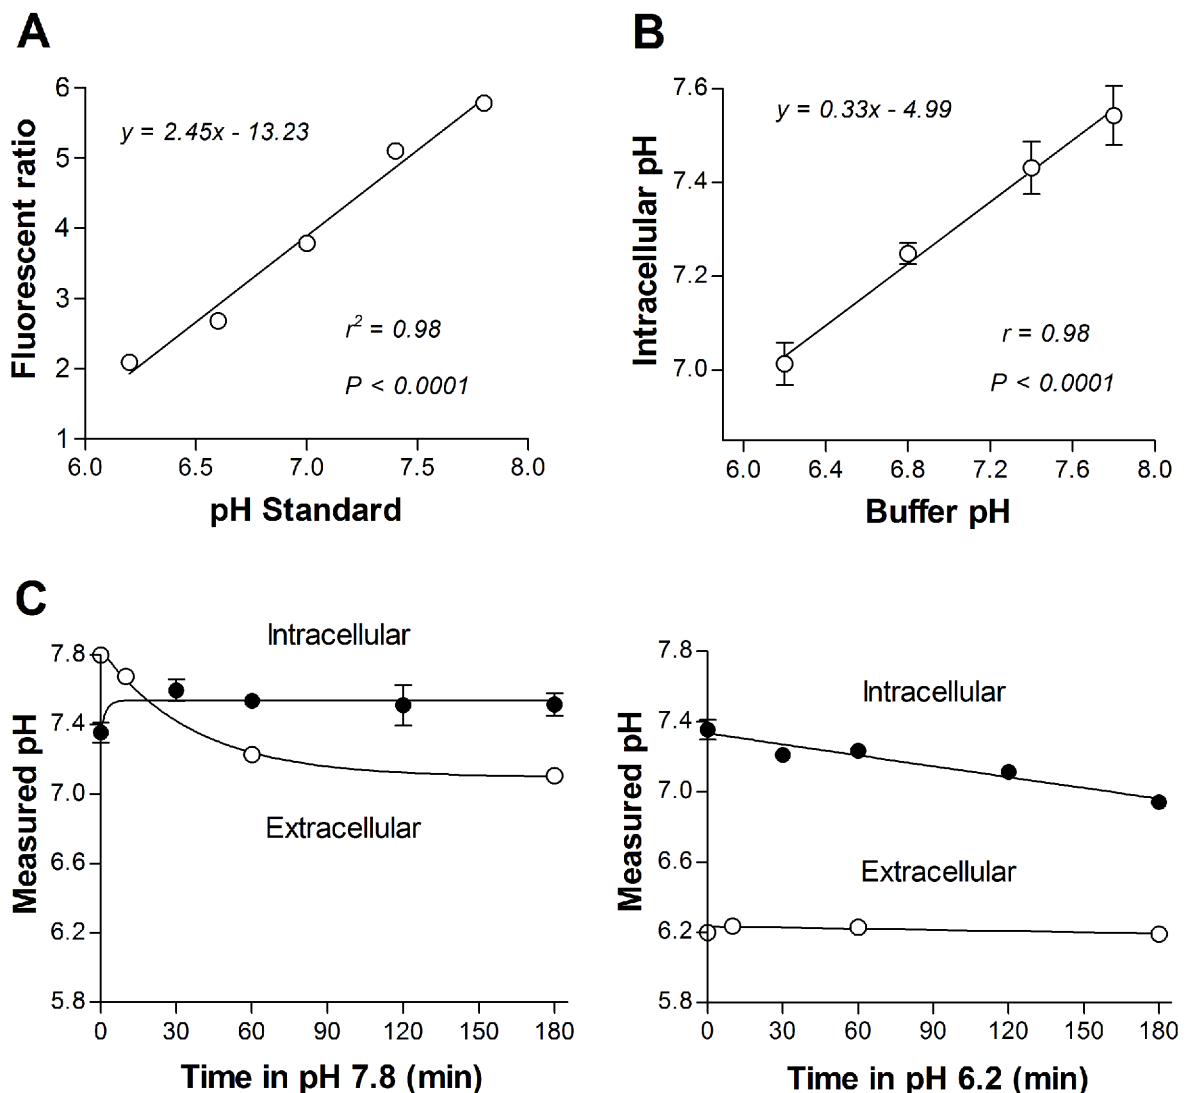 A
6
5
4
3
2
1
Fluorescent ratio
y = 2.45x - 13.23
r² = 0.98
P < 0.0001
6.0 6.5 7.0 7.5 8.0
pH Standard
B
7.6
7.4
7.2
7.0
Intracellular pH
y = 0.33x - 4.99
r = 0.98
P < 0.0001
6.0 6.4 6.8 7.2 7.6 8.0
Buffer pH
C
7.8
7.4
7.0
6.6
6.2
5.8
Measured pH
Intracellular
Extracellular
0 30 60 90 120 150 180
Time in pH 7.8 (min)
7.8
7.4
7.0
6.6
6.2
5.8
Measured pH
Intracellular
Extracellular
0 30 60 90 120 150 180
Time in pH 6.2 (min)